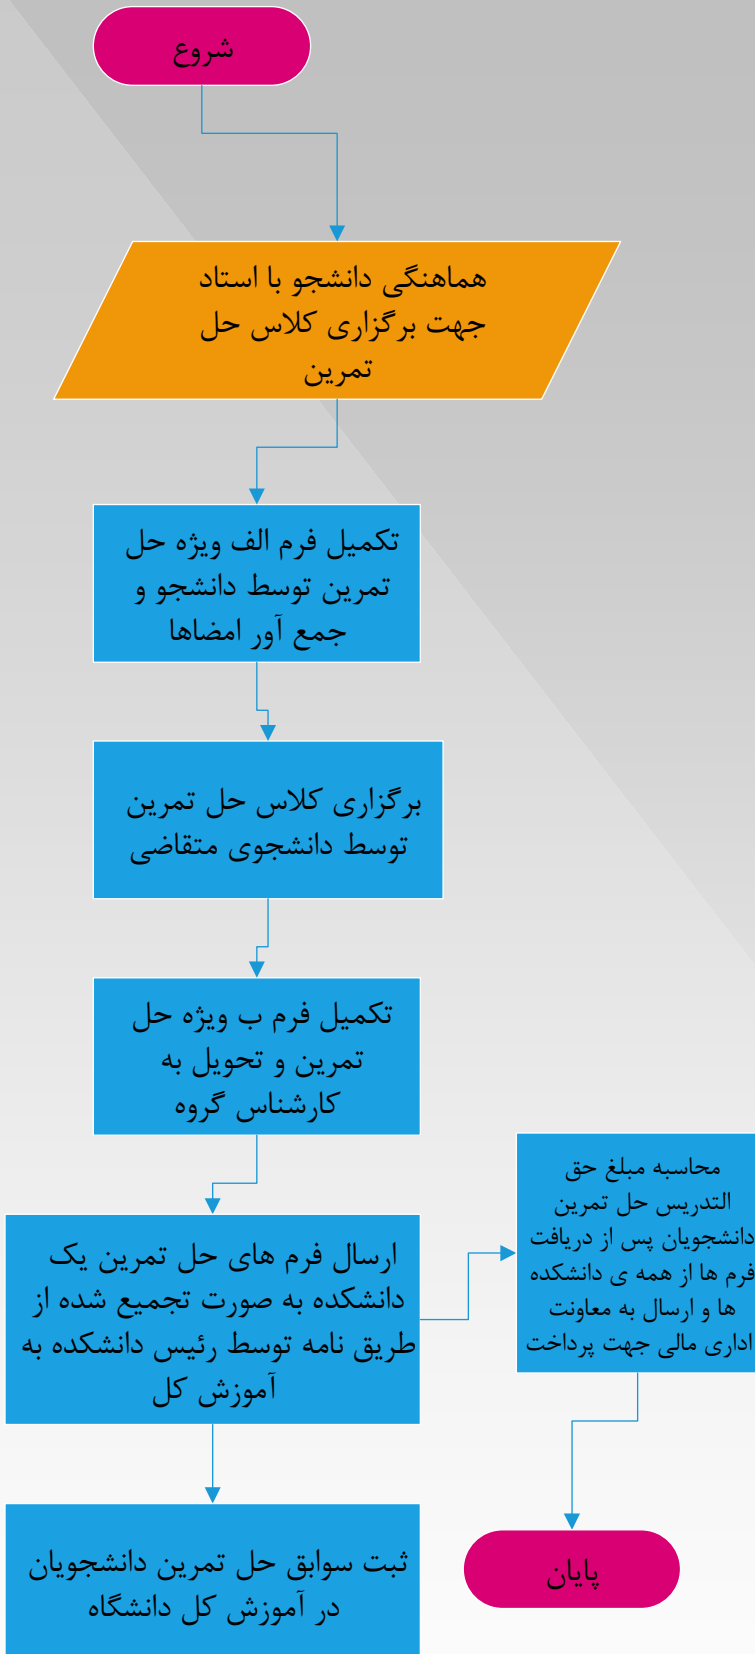 شروع
هماهنگی دانشجو با استاد
جهت برگزاری کلاس حل
تمرین
تکمیل فرم الف ویژه حل
تمرین توسط دانشجو و
جمع آور امضاها
برگزاری کلاس حل تمرین
توسط دانشجوی متقاضی
تکمیل فرم ب ویژه حل
تمرین و تحویل به
کارشناس گروه
ارسال فرم های حل تمرین یک
دانشکده به صورت تجمیع شده از
طریق نامه توسط رئیس دانشکده به
آموزش کل
محاسبه مبلغ حق
التدریس حل تمرین
دانشجویان پس از دریافت
فرم ها از همه ی دانشکده
ها و ارسال به معاونت
اداری مالی جهت پرداخت
ثبت سوابق حل تمرین دانشجویان
در آموزش کل دانشگاه
پایان